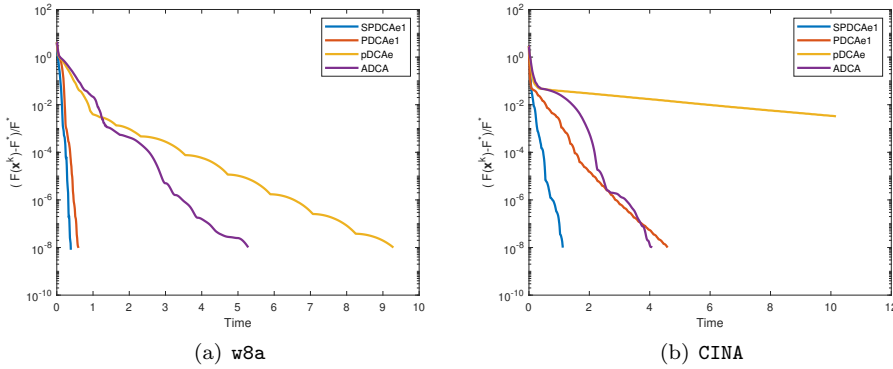 10^2
10^0
10^-2
10^-4
10^-6
10^-8
10^-10
( F(x^k)-F^*)/F^*
0 1 2 3 4 5 6 7 8 9 10
Time
SPDCAe1
PDCAe1
pDCAe
ADCA
(a) w8a
10^2
10^0
10^-2
10^-4
10^-6
10^-8
10^-10
( F(x^k)-F^*)/F^*
0 2 4 6 8 10 12
Time
SPDCAe1
PDCAe1
pDCAe
ADCA
(b) CINA